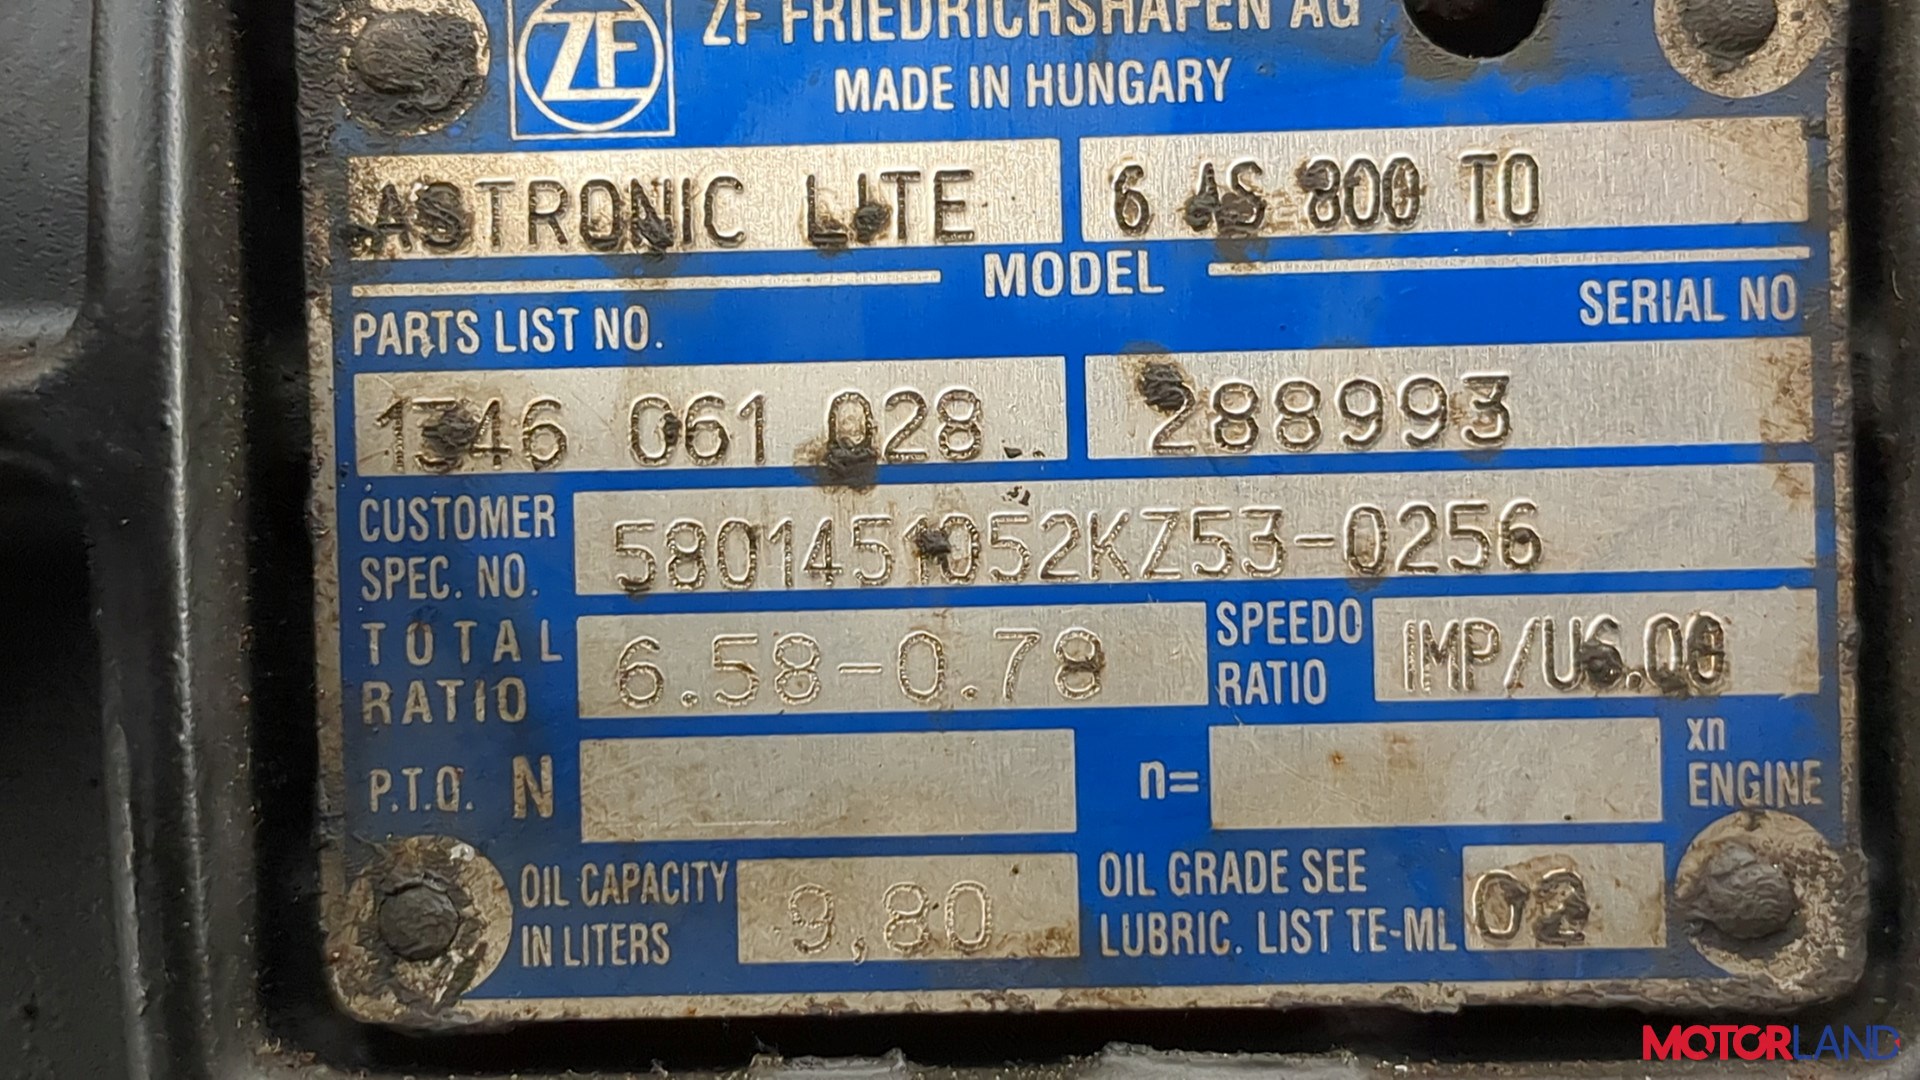 ZF
ZF FRIEDRICHSHAFEN AG
MADE IN HUNGARY
ASTRONIC LITE 6 AS 800 TO
MODEL
PARTS LIST NO. SERIAL NO
1346 061 028 288993
CUSTOMER SPEC. NO. 5801451052KZ53-0256
TOTAL RATIO 6.58-0.78 SPEEDO RATIO IMP/U6.00
P.T.O. N n= xn ENGINE
OIL CAPACITY IN LITERS 9,80 OIL GRADE SEE LUBRIC. LIST TE-ML 02
MOTORLAND